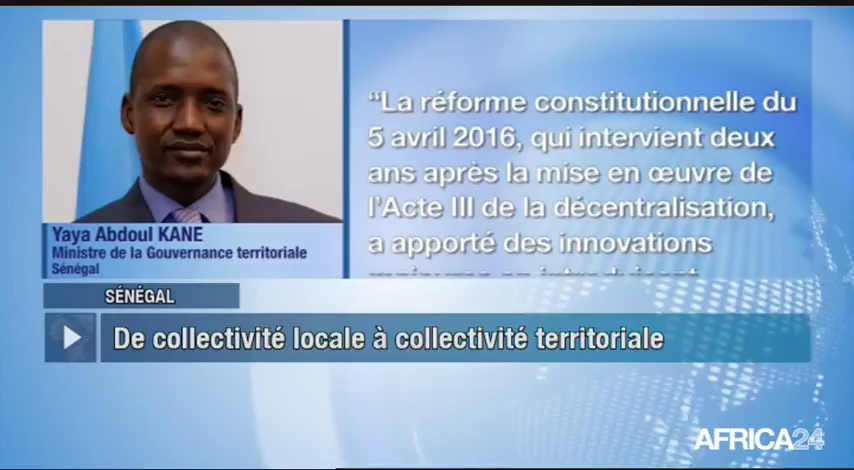 “La réforme constitutionnelle du
5 avril 2016, qui intervient deux
ans après la mise en œuvre de
l'Acte III de la décentralisation,
a apporté des innovations
Yaya Abdoul KANE
Ministre de la Gouvernance territoriale
Sénégal
SÉNÉGAL
De collectivité locale à collectivité territoriale
AFRICA24